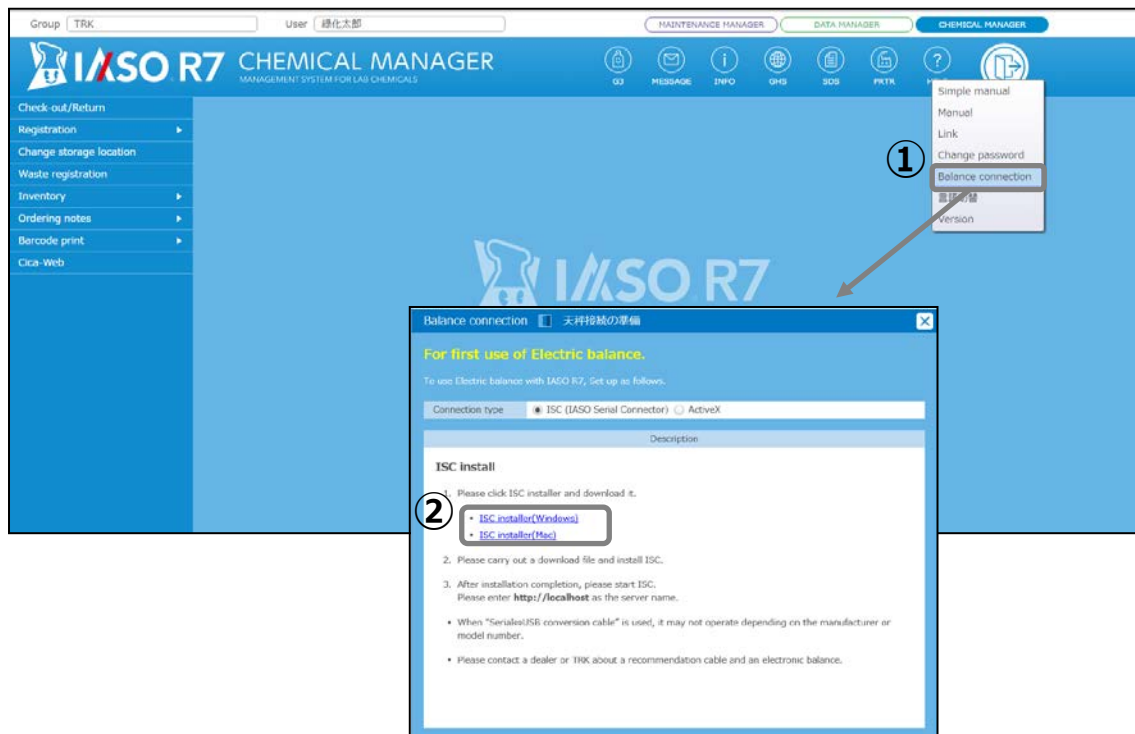 Group TRK User 緑化太郎 MAINTENANCE MANAGER DATA MANAGER CHEMICAL MANAGER
IASO R7 CHEMICAL MANAGER
MANAGEMENT SYSTEM FOR LAB CHEMICALS
G3 MESSAGE INFO GHS SDS PRTR
Simple manual
Manual
Link
Change password
① Balance connection
言語切替
Version
Check-out/Return
Registration
Change storage location
Waste registration
Inventory
Ordering notes
Barcode print
Cica-Web
IASO R7
Balance connection 天秤接続の準備
For first use of Electric balance.
To use Electric balance with IASO R7, Set up as follows.
Connection type ISC (IASO Serial Connector) ActiveX
Description
ISC install
1. Please click ISC installer and download it.
②
• ISC installer(Windows)
• ISC installer(Mac)
2. Please carry out a download file and install ISC.
3. After installation completion, please start ISC.
Please enter http://localhost as the server name.
• When "Serial⇔USB conversion cable" is used, it may not operate depending on the manufacturer or
model number.
• Please contact a dealer or TRK about a recommendation cable and an electronic balance.